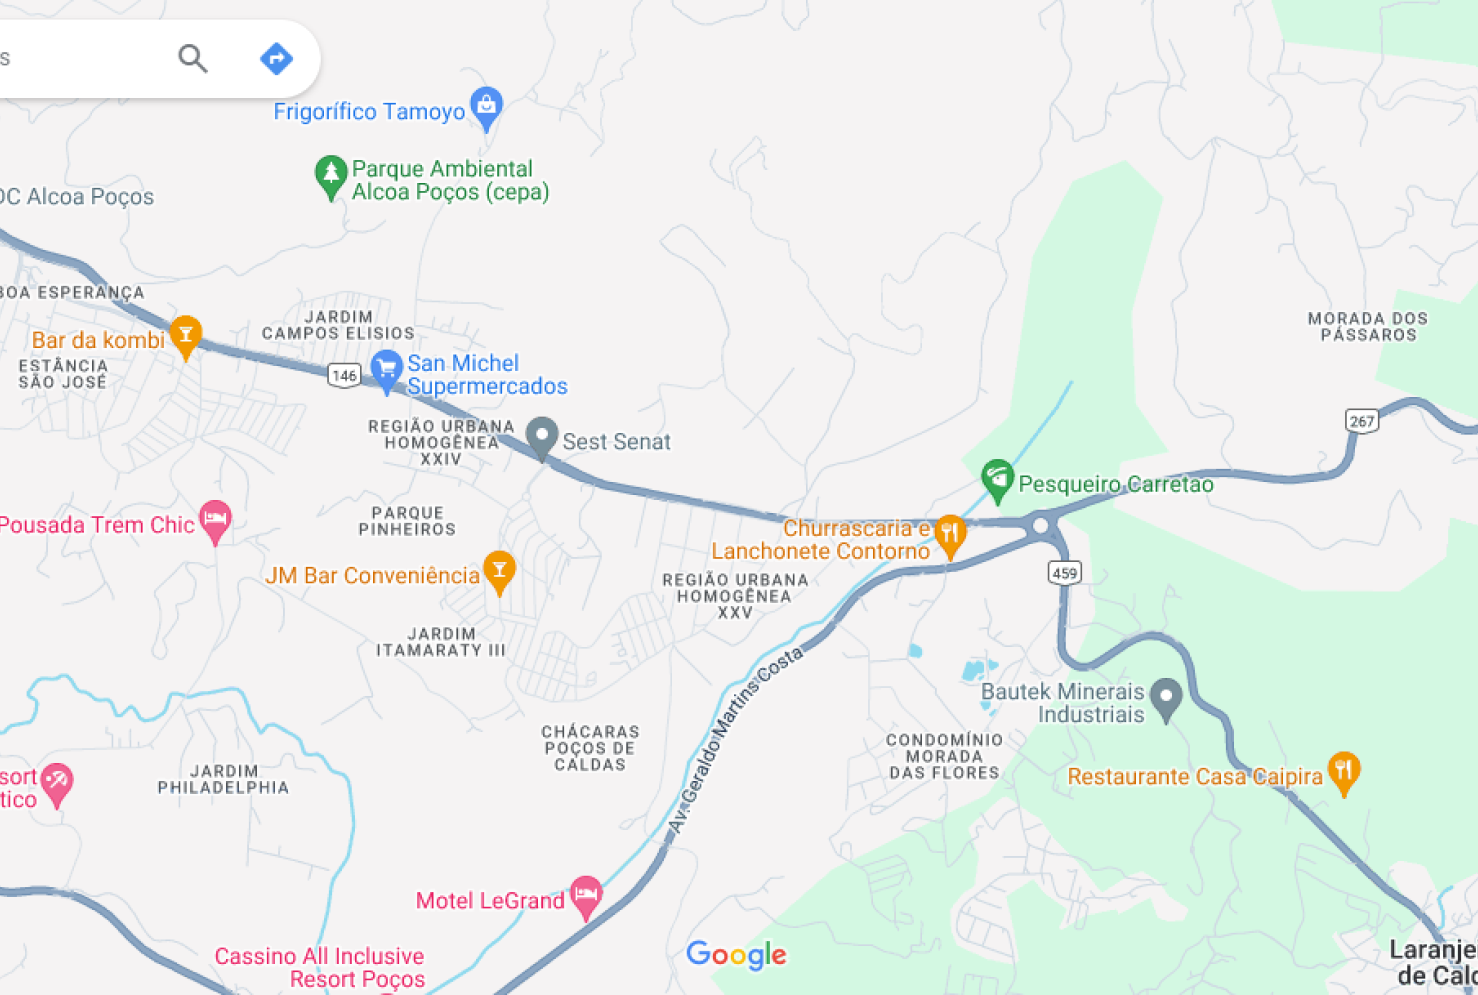 s
Frigorífico Tamoyo
Parque Ambiental
Alcoa Poços (cepa)
OC Alcoa Poços
BOA ESPERANÇA
JARDIM
CAMPOS ELISIOS
Bar da kombi
ESTÂNCIA
SÃO JOSÉ
146
San Michel
Supermercados
MORADA DOS
PÁSSAROS
267
REGIÃO URBANA
HOMOGÊNEA
XXIV
Sest Senat
Pesqueiro Carretao
Pousada Trem Chic
PARQUE
PINHEIROS
Churrascaria e
Lanchonete Contorno
JM Bar Conveniência
REGIÃO URBANA
HOMOGÊNEA
XXV
459
JARDIM
ITAMARATY III
Av. Geraldo Martins Costa
Bautek Minerais
Industriais
CHÁCARAS
POÇOS DE
CALDAS
CONDOMÍNIO
MORADA
DAS FLORES
JARDIM
PHILADELPHIA
sort
tico
Restaurante Casa Caipira
Motel LeGrand
Cassino All Inclusive
Resort Poços
Google
Laranje
de Calc